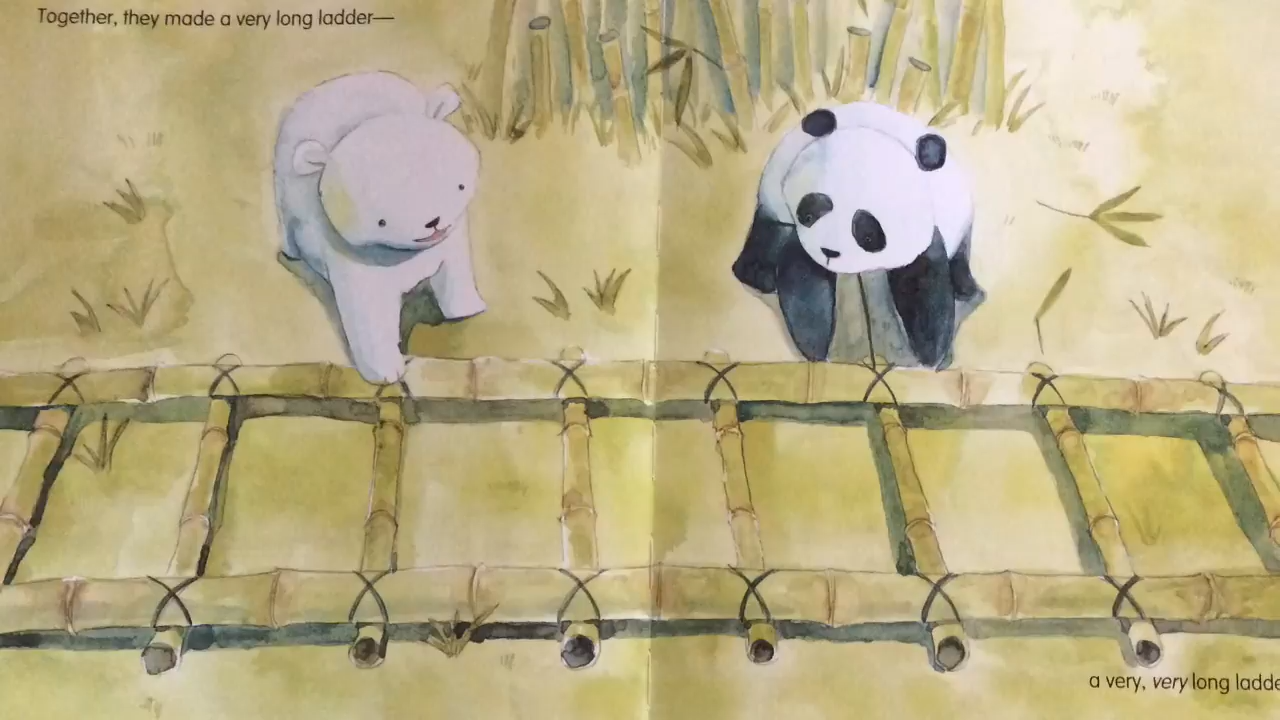 Together, they made a very long ladder—
a very, very long ladde